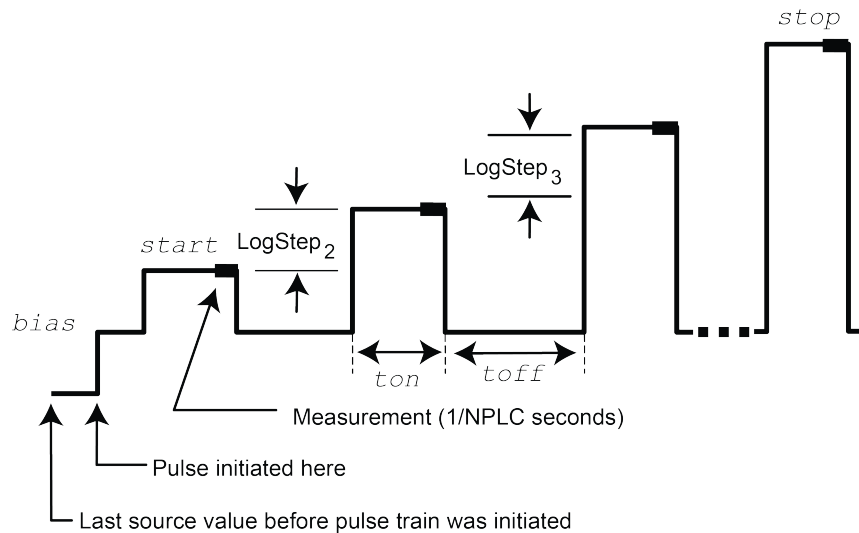 stop
LogStep3
start
LogStep2
bias
ton
toff
Measurement (1/NPLC seconds)
Pulse initiated here
Last source value before pulse train was initiated